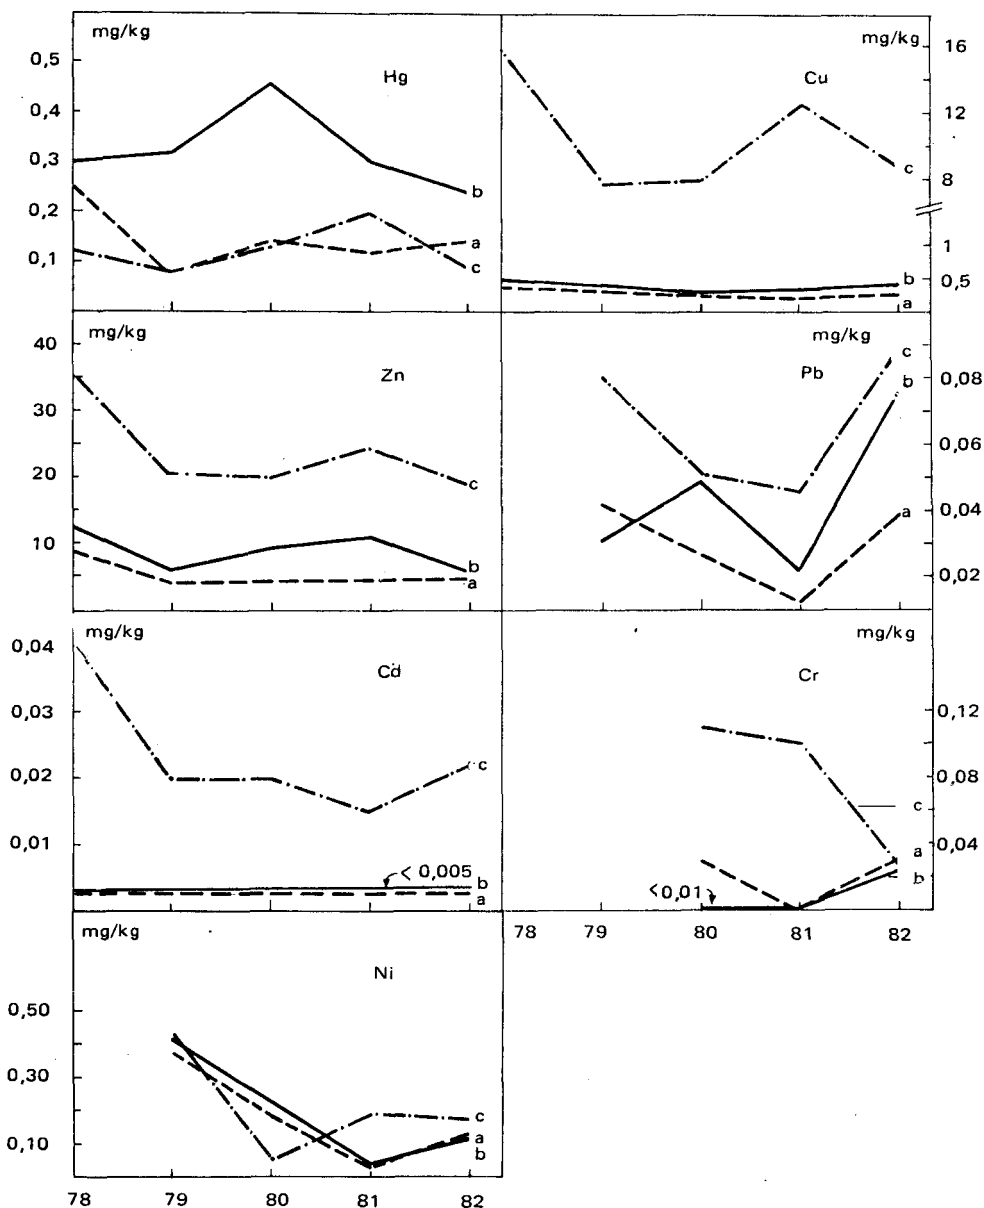 mg/kg
Hg
0,5
0,4
0,3
0,2
0,1
b
a
c
mg/kg
Cu
16
12
8
1
0,5
c
b
a
mg/kg
Zn
40
30
20
10
c
b
a
mg/kg
Pb
0,08
0,06
0,04
0,02
c
b
a
mg/kg
Cd
0,04
0,03
0,02
0,01
c
< 0,005
b
a
mg/kg
Cr
0,12
0,08
0,04
c
a
b
<0,01
78 79 80 81 82
mg/kg
Ni
0,50
0,30
0,10
c
a
b
78 79 80 81 82